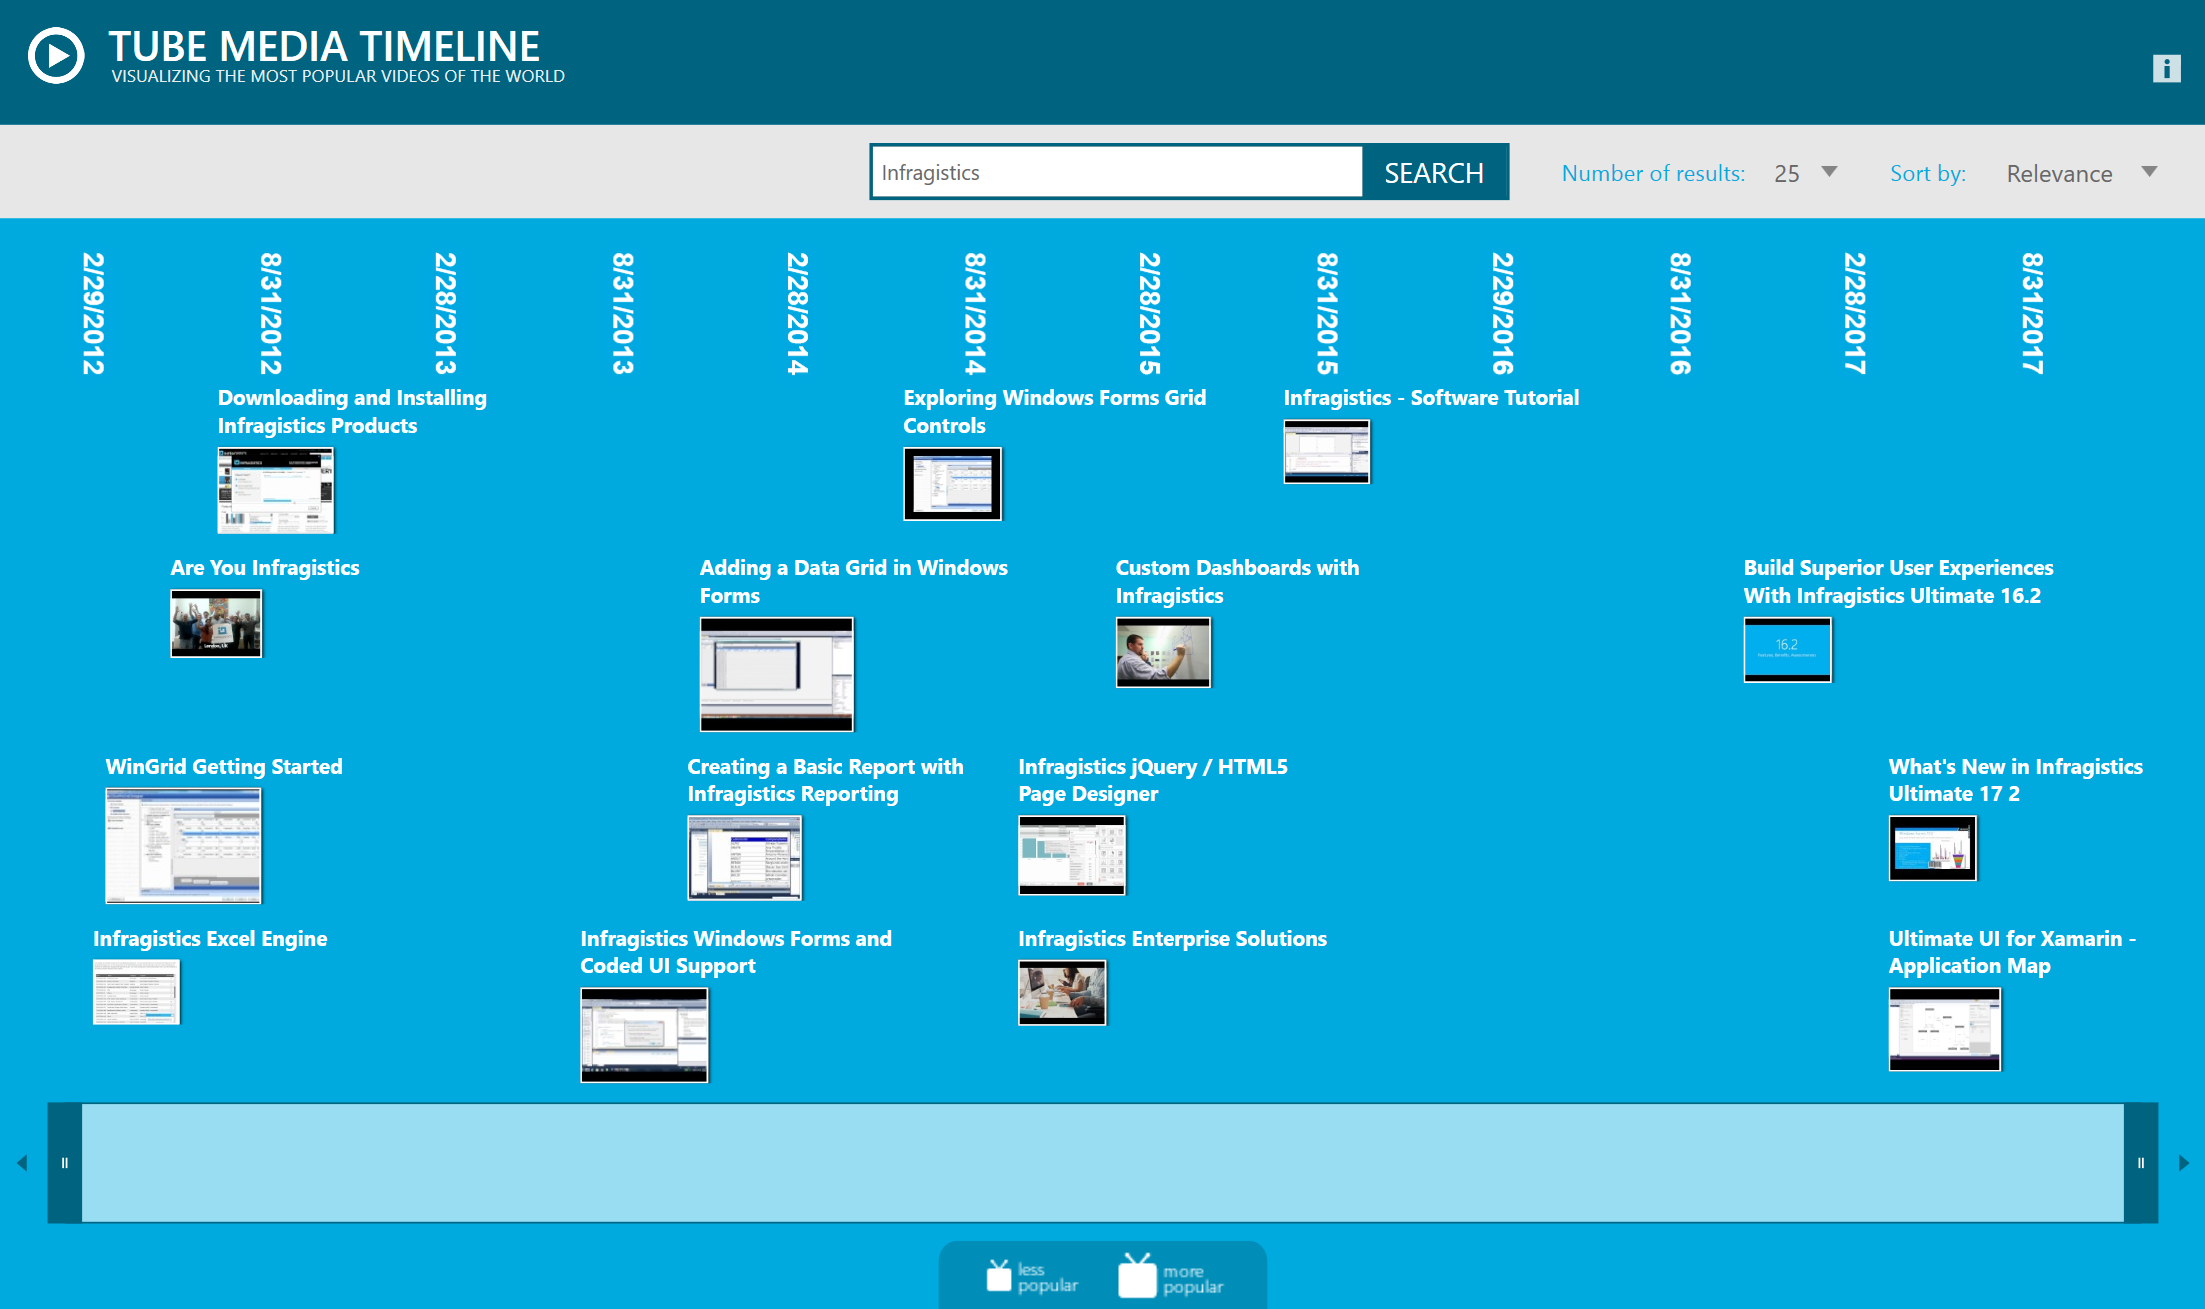 TUBE MEDIA TIMELINE
VISUALIZING THE MOST POPULAR VIDEOS OF THE WORLD
Infragistics
SEARCH
Number of results:
25
Sort by:
Relevance
2/29/2012
8/31/2012
2/28/2013
8/31/2013
2/28/2014
8/31/2014
2/28/2015
8/31/2015
2/29/2016
8/31/2016
2/28/2017
8/31/2017
Downloading and Installing
Infragistics Products
Exploring Windows Forms Grid
Controls
Infragistics - Software Tutorial
Are You Infragistics
London, UK
Adding a Data Grid in Windows
Forms
Custom Dashboards with
Infragistics
Build Superior User Experiences
With Infragistics Ultimate 16.2
16.2
WinGrid Getting Started
Creating a Basic Report with
Infragistics Reporting
Infragistics jQuery / HTML5
Page Designer
What's New in Infragistics
Ultimate 17 2
Infragistics Excel Engine
Infragistics Windows Forms and
Coded UI Support
Infragistics Enterprise Solutions
Ultimate UI for Xamarin -
Application Map
less
popular
more
popular